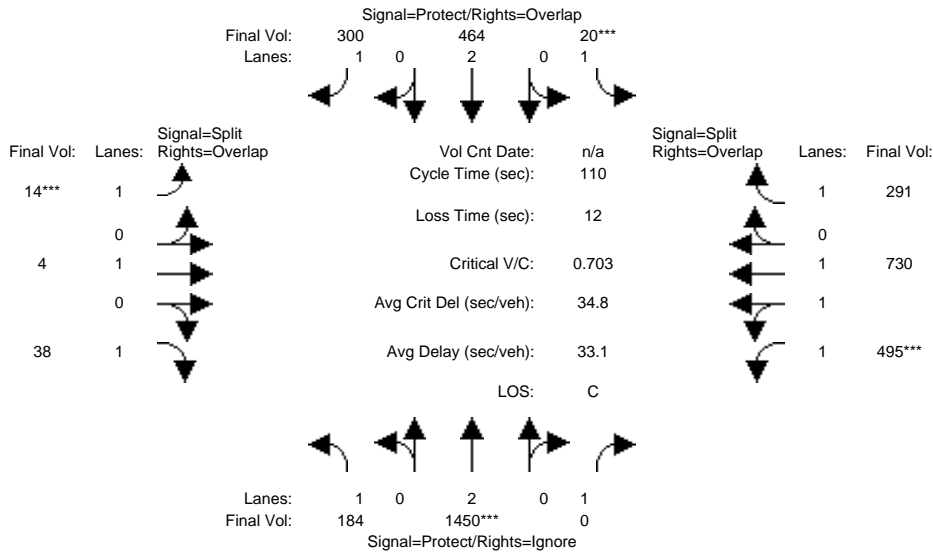 Signal=Protect/Rights=Overlap
Final Vol: 300 464 20***
Lanes: 1 0 2 0 1
Signal=Split
Final Vol: Lanes: Rights=Overlap
Vol Cnt Date: n/a
Signal=Split
Rights=Overlap Lanes: Final Vol:
Cycle Time (sec): 110
14*** 1
1 291
Loss Time (sec): 12
0
0
4 1
Critical V/C: 0.703
1 730
0
Avg Crit Del (sec/veh): 34.8
1
38 1
Avg Delay (sec/veh): 33.1
1 495***
LOS: C
Lanes: 1 0 2 0 1
Final Vol: 184 1450*** 0
Signal=Protect/Rights=Ignore